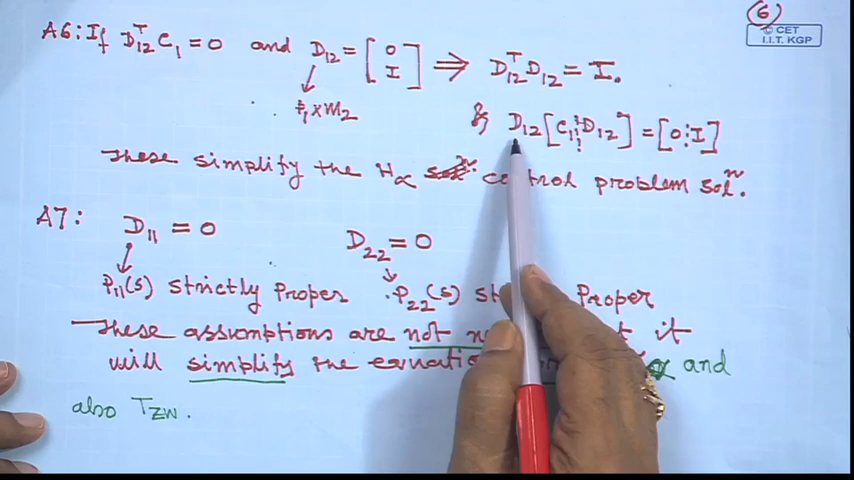 (6)
© CET
I.I.T. KGP
A6: If D₁₂ᵀ C₁ = 0 and D₁₂ = [0 I] ⟹ D₁₂ᵀ D₁₂ = I.
P₁ × M₂
& D₁₂ [C₁ ⋮ D₁₂] = [0 ⋮ I]
These simplify the H∝ control problem solⁿ.
A7: D₁₁ = 0 D₂₂ = 0
P₁₁(s) strictly Proper P₂₂(s) st Proper
These assumptions are not it
will simplify the and
also Tzw.